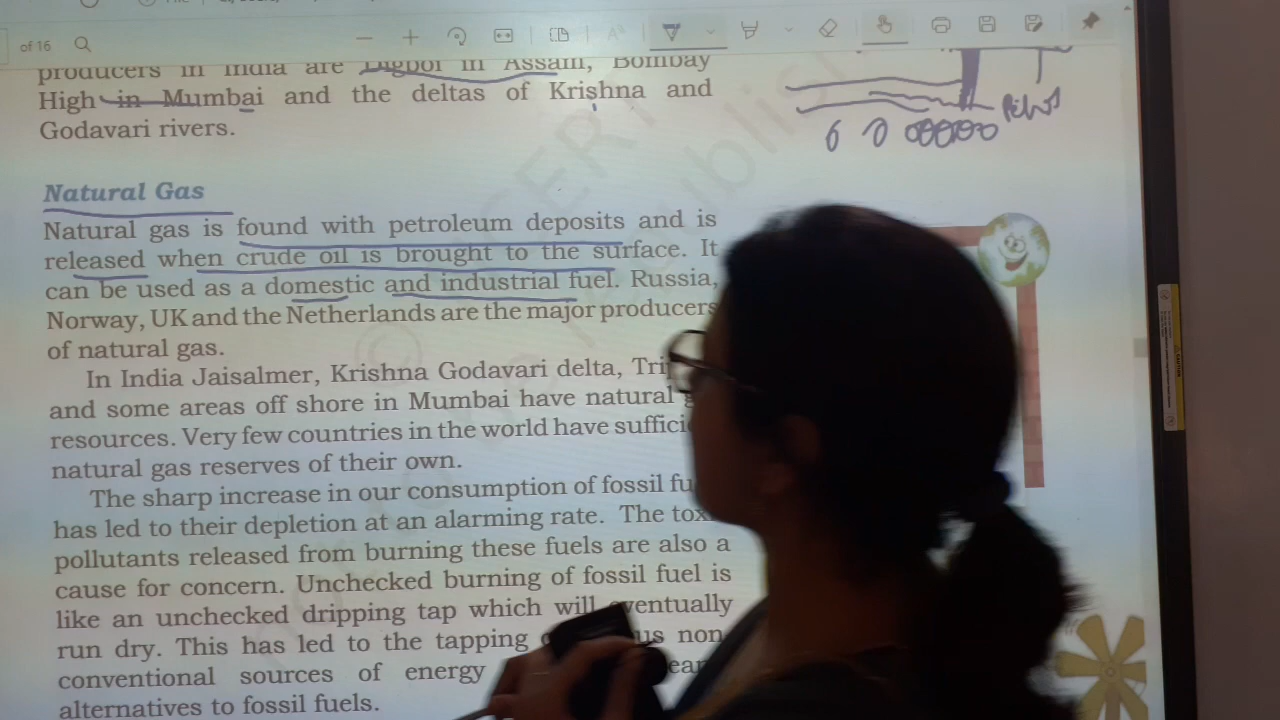 of 16
producers in India are Digboi in Assam, Bombay
High in Mumbai and the deltas of Krishna and
Godavari rivers.
Natural Gas
Natural gas is found with petroleum deposits and is
released when crude oil is brought to the surface. It
can be used as a domestic and industrial fuel. Russia,
Norway, UK and the Netherlands are the major producers
of natural gas.
In India Jaisalmer, Krishna Godavari delta, Tri
and some areas off shore in Mumbai have natural
resources. Very few countries in the world have suffici
natural gas reserves of their own.
The sharp increase in our consumption of fossil fu
has led to their depletion at an alarming rate. The tox
pollutants released from burning these fuels are also a
cause for concern. Unchecked burning of fossil fuel is
like an unchecked dripping tap which will eventually
run dry. This has led to the tapping us non
conventional sources of energy
alternatives to fossil fuels.